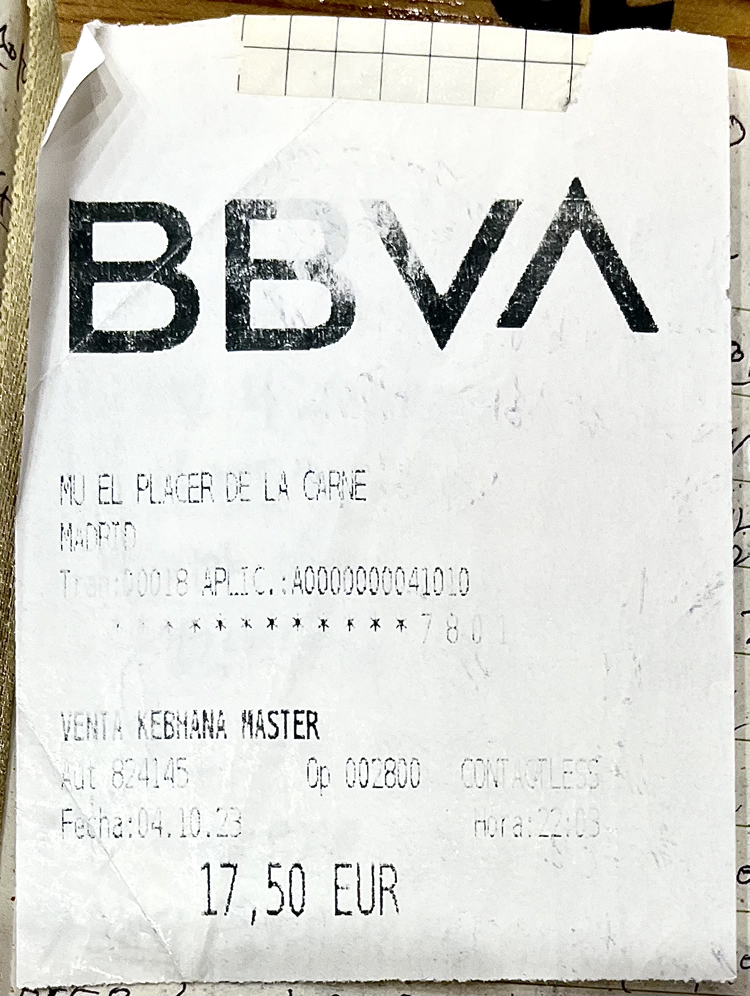 BBVA
MU EL PLACER DE LA CARNE
MADRID
Tran:00018 APLIC.:A0000000041010
************7801
VENTA KEBHANA MASTER
Aut 824145 Op 002800 CONTACTLESS
Fecha:04.10.23 Hora:22:03
17,50 EUR